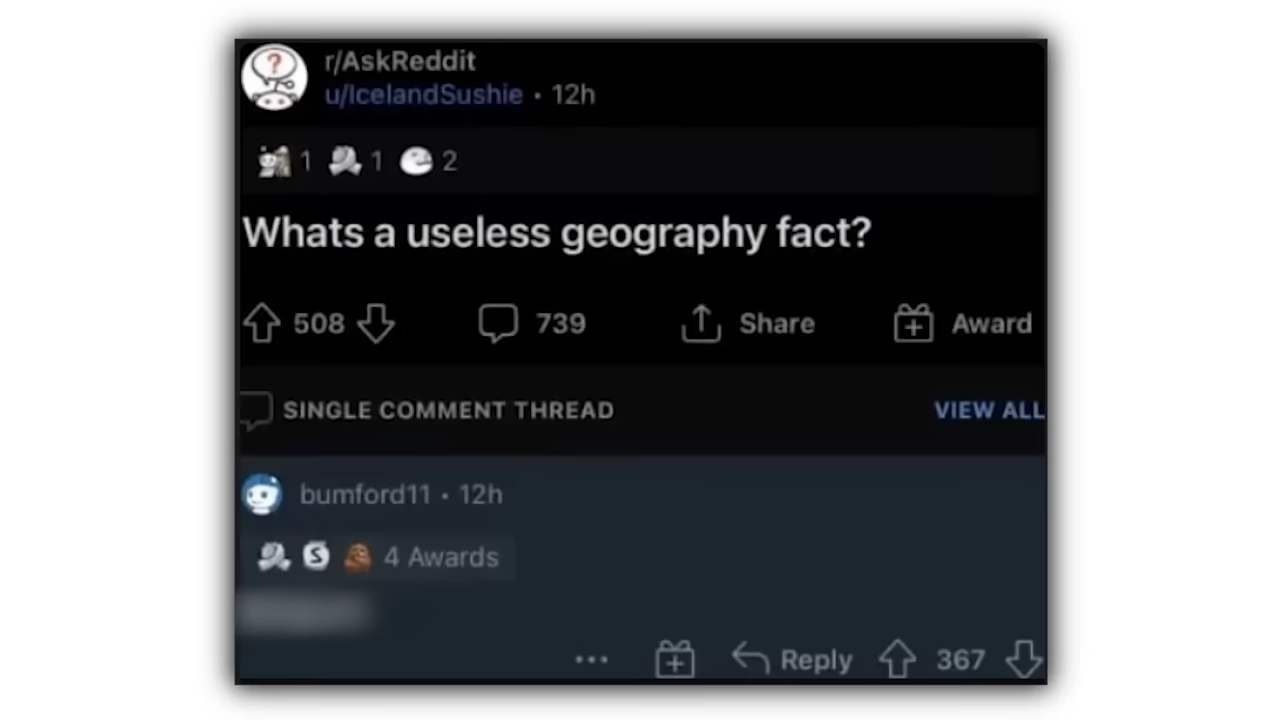 r/AskReddit
u/IcelandSushie • 12h
1 1 2
Whats a useless geography fact?
508 739 Share Award
SINGLE COMMENT THREAD VIEW ALL
bumford11 • 12h
S 4 Awards
... Reply 367